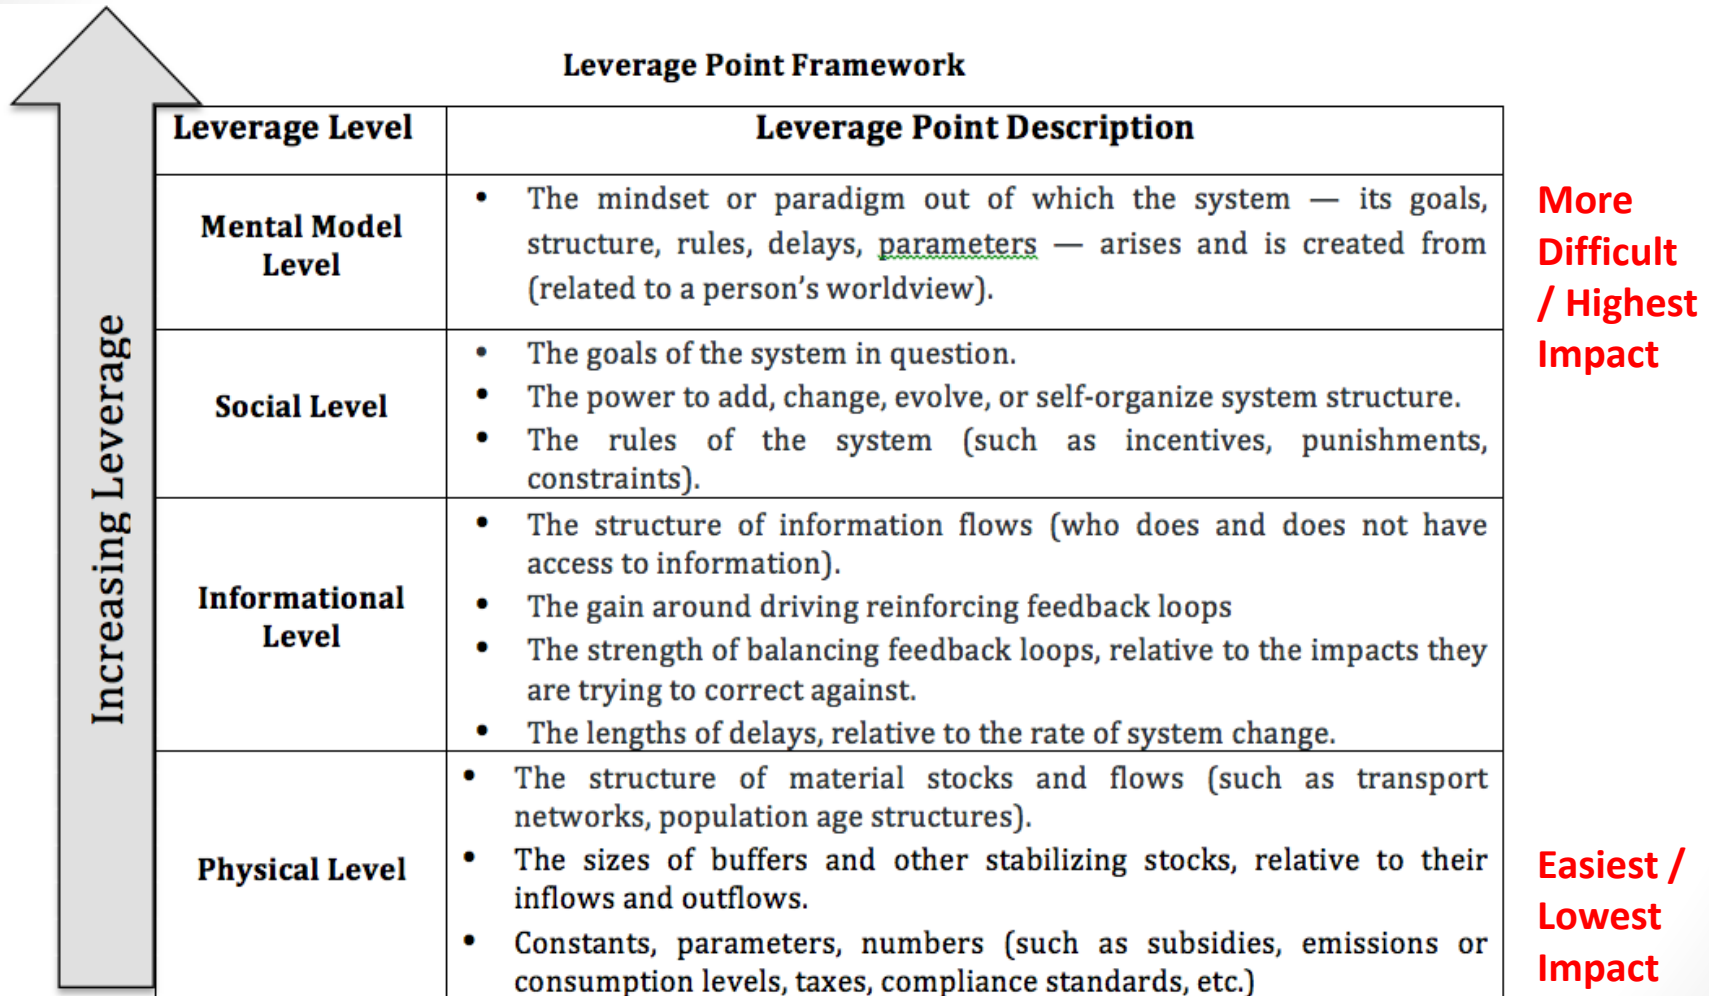 Leverage Point Framework
Increasing Leverage
Leverage Level
Leverage Point Description
Mental Model
Level
• The mindset or paradigm out of which the system — its goals,
structure, rules, delays, parameters — arises and is created from
(related to a person’s worldview).
More
Difficult
/ Highest
Impact
Social Level
• The goals of the system in question.
• The power to add, change, evolve, or self-organize system structure.
• The rules of the system (such as incentives, punishments,
constraints).
Informational
Level
• The structure of information flows (who does and does not have
access to information).
• The gain around driving reinforcing feedback loops
• The strength of balancing feedback loops, relative to the impacts they
are trying to correct against.
• The lengths of delays, relative to the rate of system change.
Physical Level
• The structure of material stocks and flows (such as transport
networks, population age structures).
• The sizes of buffers and other stabilizing stocks, relative to their
inflows and outflows.
• Constants, parameters, numbers (such as subsidies, emissions or
consumption levels, taxes, compliance standards, etc.)
Easiest /
Lowest
Impact